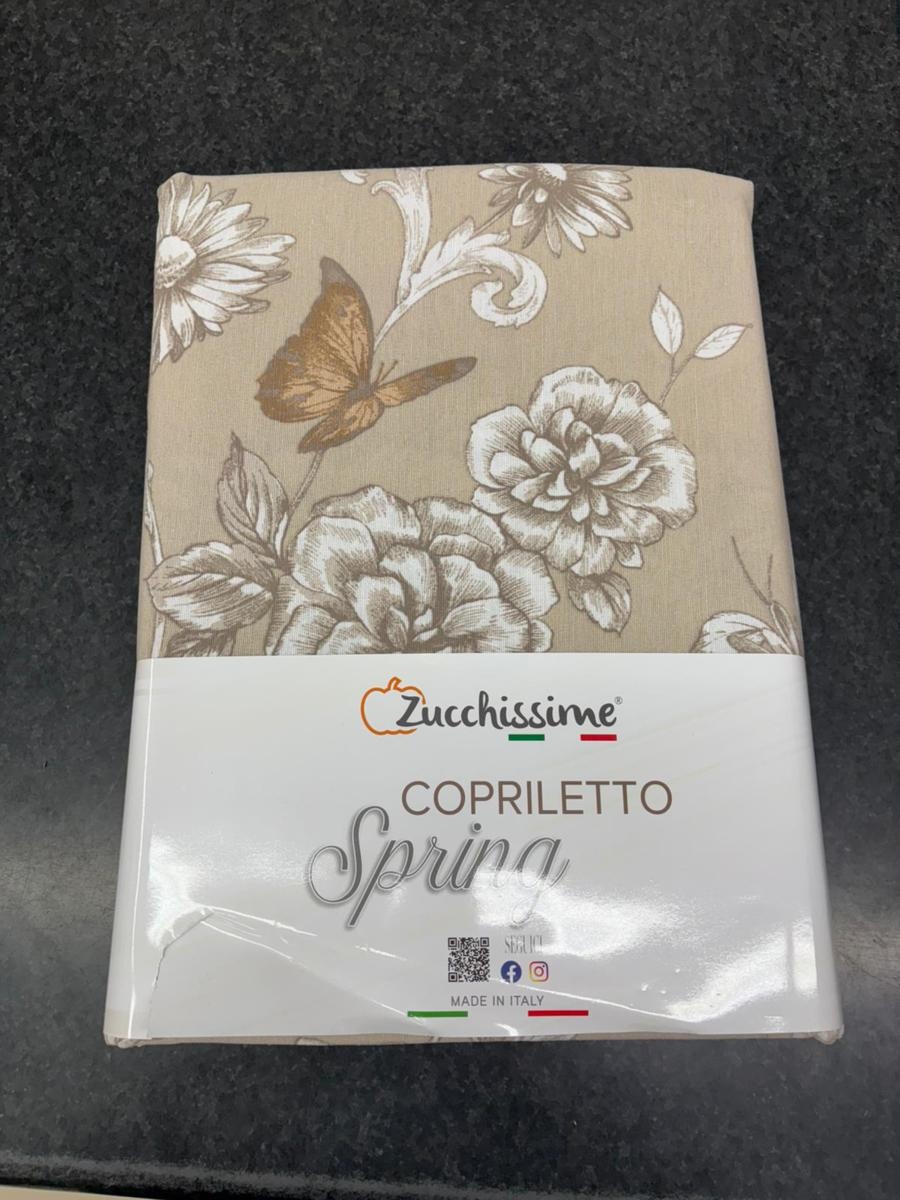 Zucchissime®
COPRILETTO
Spring
SEGUICI
MADE IN ITALY